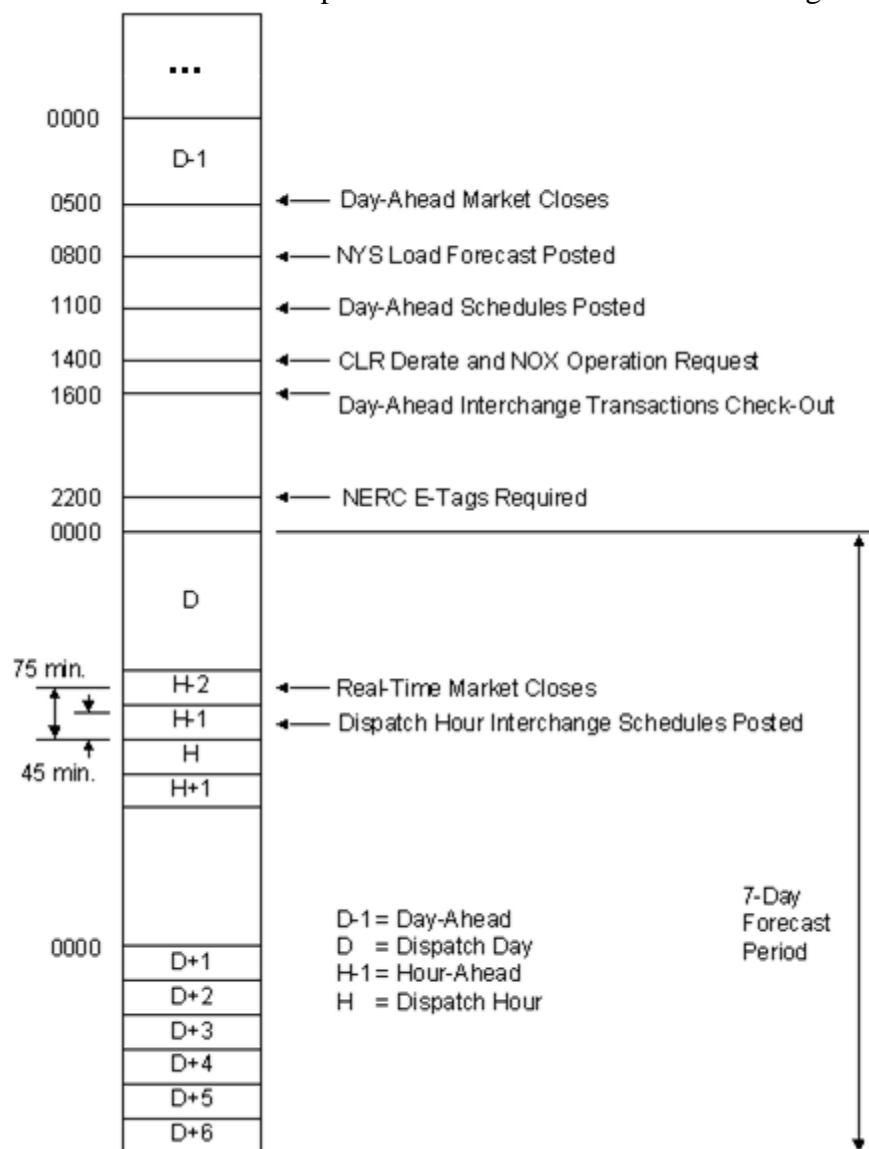 ...
0000
D-1
0500
Day-Ahead Market Closes
0800
NYS Load Forecast Posted
1100
Day-Ahead Schedules Posted
1400
CLR Derate and NOX Operation Request
1600
Day-Ahead Interchange Transactions Check-Out
2200
NERC E-Tags Required
0000
D
75 min.
H-2
Real-Time Market Closes
H-1
Dispatch Hour Interchange Schedules Posted
H
45 min.
H+1
7-Day
Forecast
Period
D-1 = Day-Ahead
D = Dispatch Day
H-1 = Hour-Ahead
H = Dispatch Hour
0000
D+1
D+2
D+3
D+4
D+5
D+6